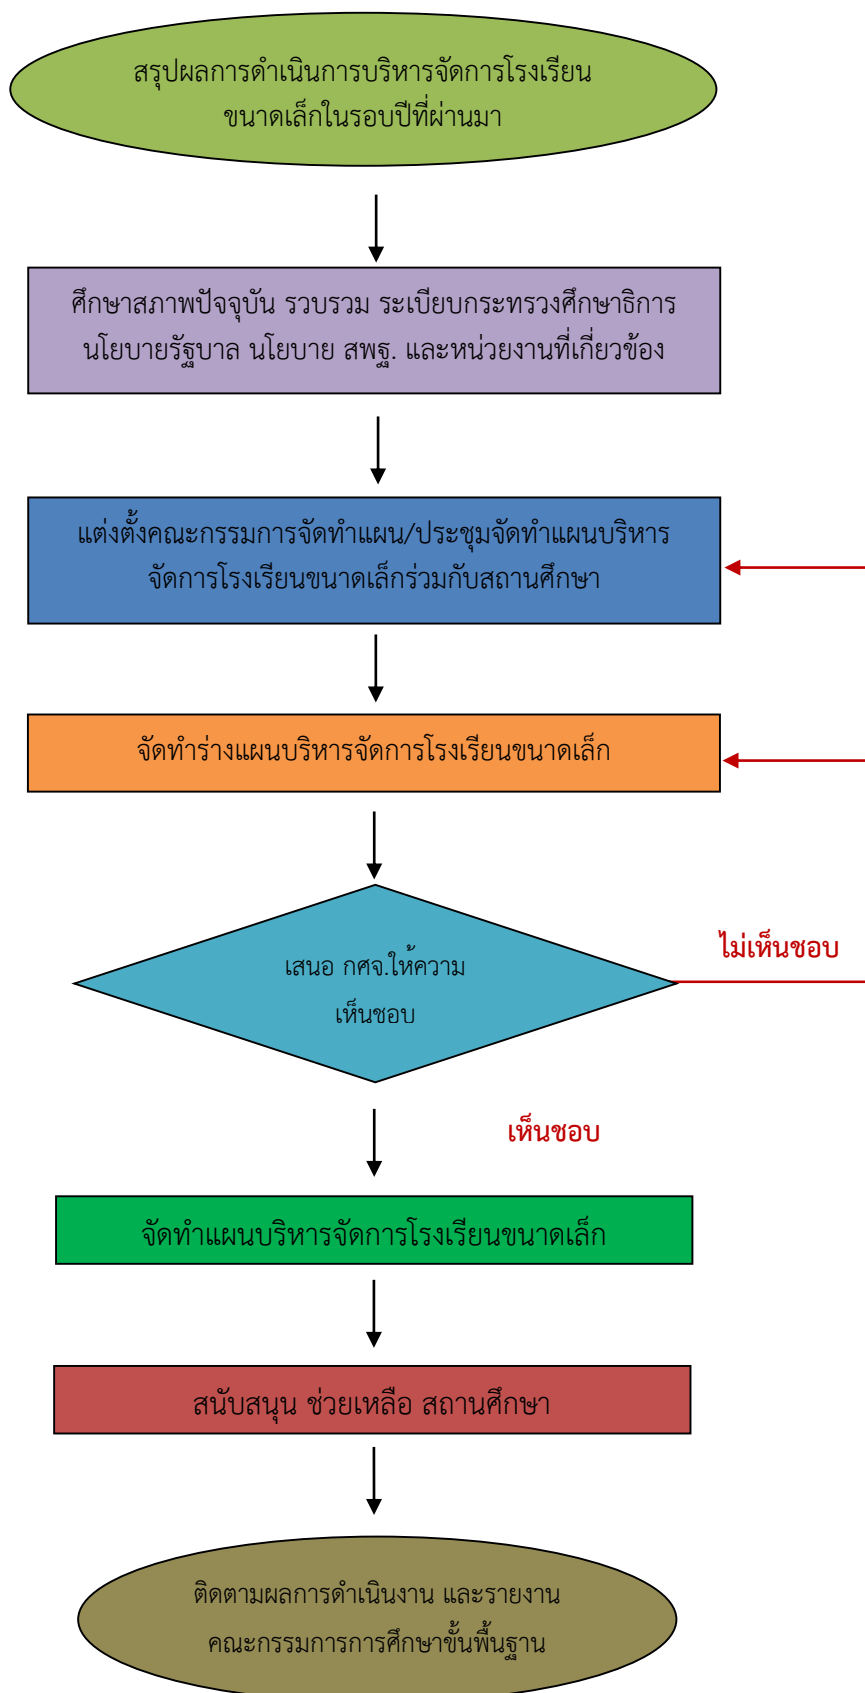 สรุปผลการดำเนินการบริหารจัดการโรงเรียน
ขนาดเล็กในรอบปีที่ผ่านมา
ศึกษาสภาพปัจจุบัน รวบรวม ระเบียบกระทรวงศึกษาธิการ
นโยบายรัฐบาล นโยบาย สพฐ. และหน่วยงานที่เกี่ยวข้อง
แต่งตั้งคณะกรรมการจัดทำแผน/ประชุมจัดทำแผนบริหาร
จัดการโรงเรียนขนาดเล็กร่วมกับสถานศึกษา
จัดทำร่างแผนบริหารจัดการโรงเรียนขนาดเล็ก
ไม่เห็นชอบ
เสนอ กศจ.ให้ความ
เห็นชอบ
เห็นชอบ
จัดทำแผนบริหารจัดการโรงเรียนขนาดเล็ก
สนับสนุน ช่วยเหลือ สถานศึกษา
ติดตามผลการดำเนินงาน และรายงาน
คณะกรรมการการศึกษาขั้นพื้นฐาน